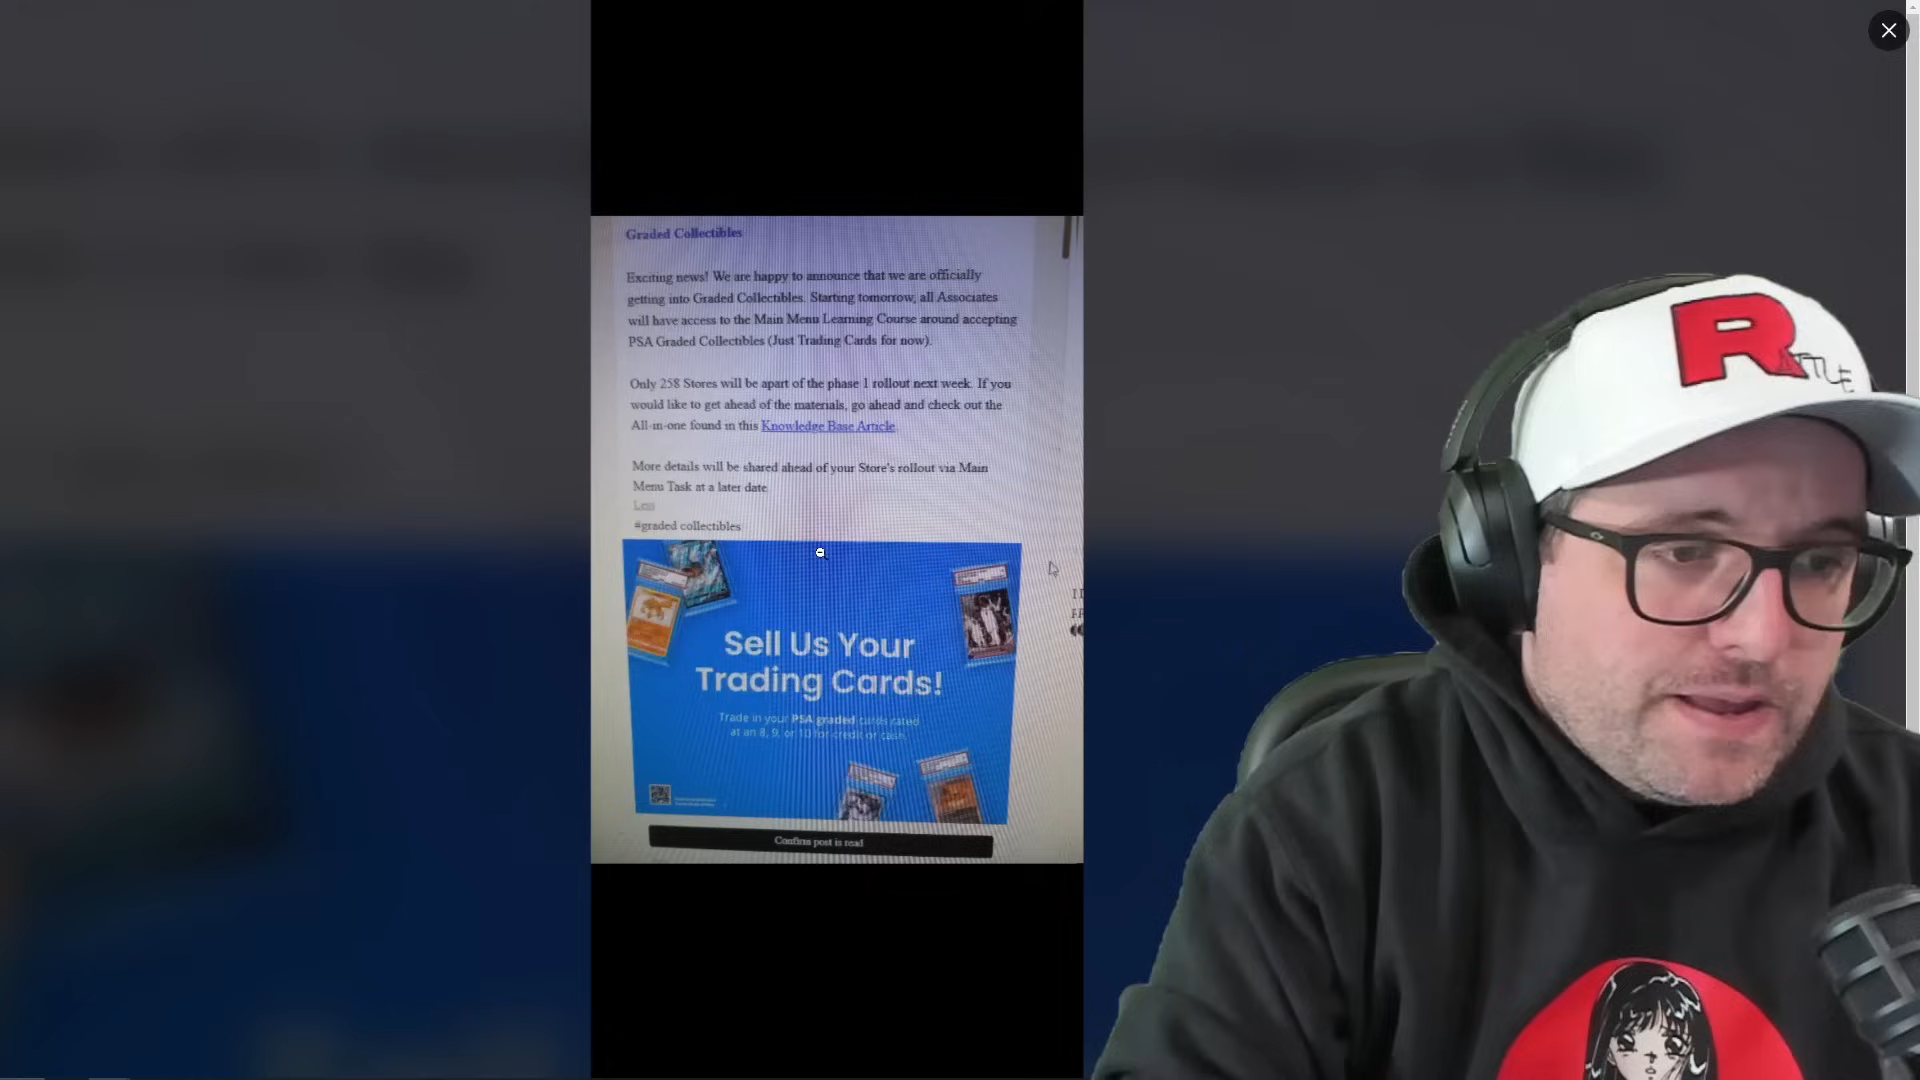 Graded Collectibles
Exciting news! We are happy to announce that we are officially
getting into Graded Collectibles. Starting tomorrow, all Associates
will have access to the Main Menu Learning Course around accepting
PSA Graded Collectibles (Just Trading Cards for now).
Only 258 Stores will be apart of the phase 1 rollout next week. If you
would like to get ahead of the materials, go ahead and check out the
All-in-one found in this Knowledge Base Article.
More details will be shared ahead of your Store's rollout via Main
Menu Task at a later date.
Less
#graded collectibles
Sell Us Your
Trading Cards!
Trade in your PSA graded cards rated
at an 8, 9, or 10 for credit or cash.
Confirm post is read
R